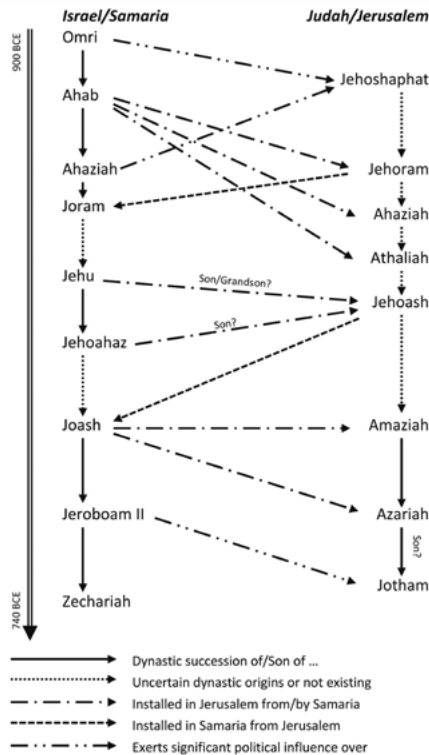 Israel/Samaria Judah/Jerusalem
900 BCE
Omri
Jehoshaphat
Ahab
Ahaziah Jehoram
Joram Ahaziah
Athaliah
Jehu Son/Grandson?
Jehoash
Son?
Jehoahaz
Joash Amaziah
Jeroboam II Azariah
Son?
Jotham
Zechariah
740 BCE
Dynastic succession of/Son of ...
Uncertain dynastic origins or not existing
Installed in Jerusalem from/by Samaria
Installed in Samaria from Jerusalem
Exerts significant political influence over